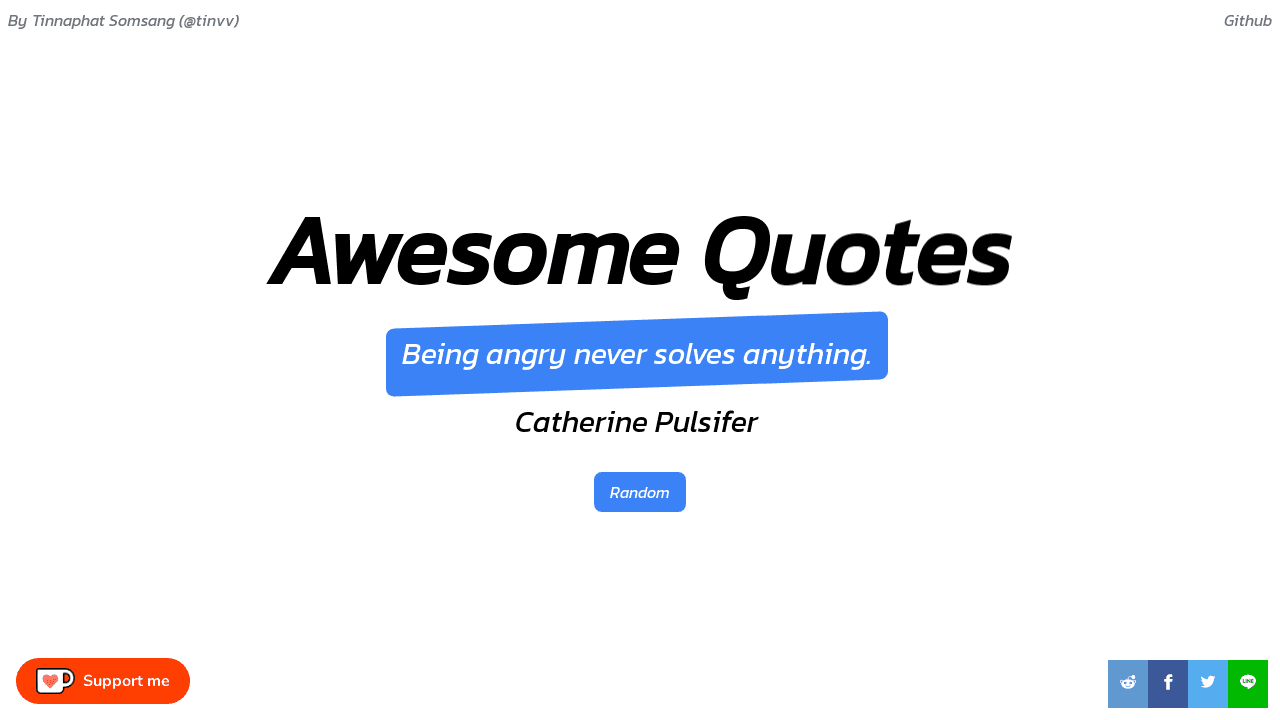 By Tinnaphat Somsang (@tinvv)
Github
Awesome Quotes
Being angry never solves anything.
Catherine Pulsifer
Random
Support me
LINE